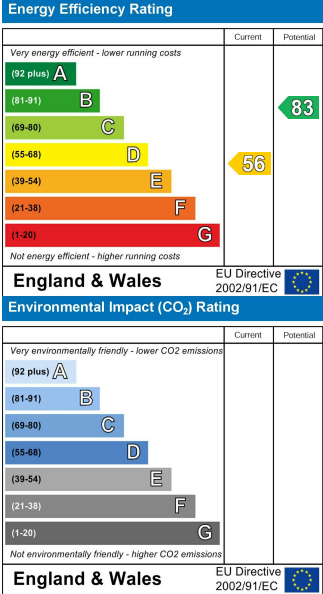 Energy Efficiency Rating
Current Potential
Very energy efficient - lower running costs
(92 plus) A
(81-91) B
83
(69-80) C
(55-68) D
56
(39-54) E
(21-38) F
(1-20) G
Not energy efficient - higher running costs
England & Wales
EU Directive
2002/91/EC
Environmental Impact (CO₂) Rating
Current Potential
Very environmentally friendly - lower CO2 emissions
(92 plus) A
(81-91) B
(69-80) C
(55-68) D
(39-54) E
(21-38) F
(1-20) G
Not environmentally friendly - higher CO2 emissions
England & Wales
EU Directive
2002/91/EC